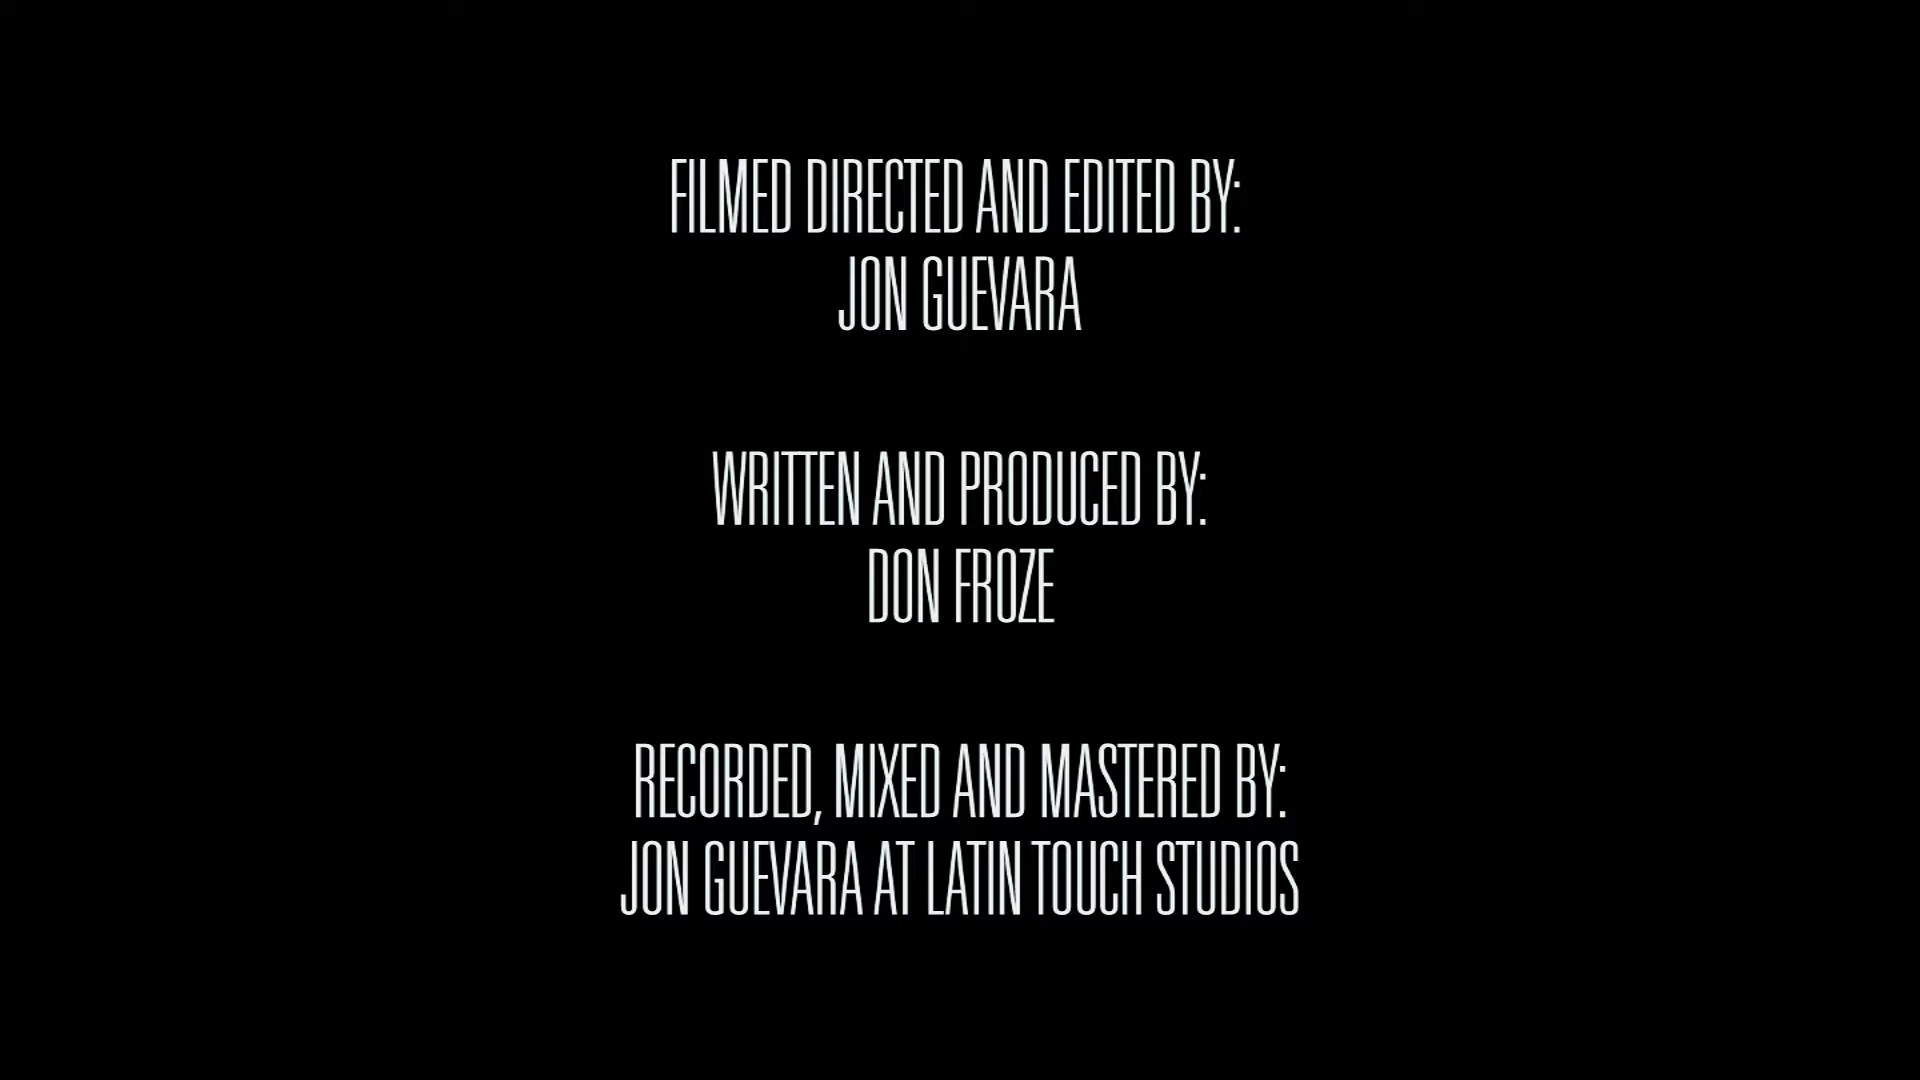 FILMED DIRECTED AND EDITED BY:
JON GUEVARA
WRITTEN AND PRODUCED BY:
DON FROZE
RECORDED, MIXED AND MASTERED BY:
JON GUEVARA AT LATIN TOUCH STUDIOS